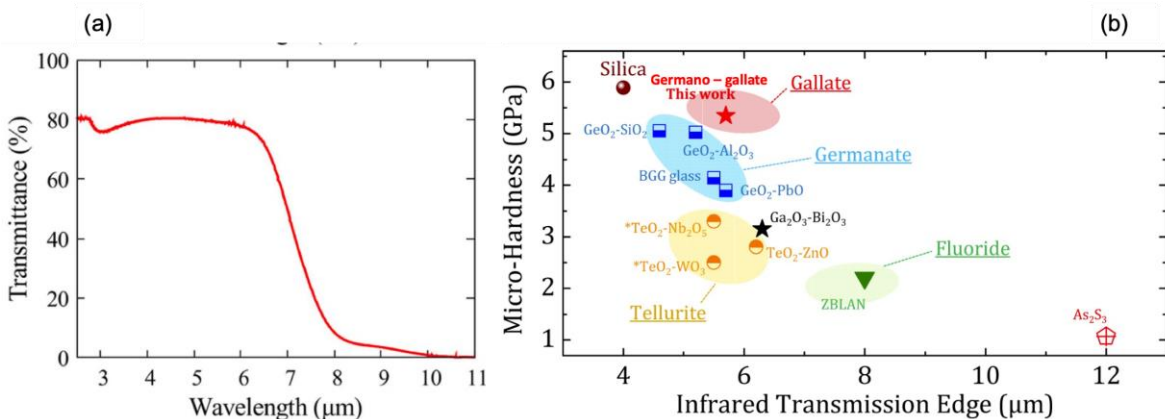 (a)
(b)
100
80
60
40
20
0
Transmittance (%)
3
4
5
6
7
8
9
10
11
Wavelength (μm)
6
5
4
3
2
1
Micro-Hardness (GPa)
Silica
Germano – gallate
This work
Gallate
GeO₂-SiO₂
GeO₂-Al₂O₃
Germanate
BGG glass
GeO₂-PbO
Ga₂O₃-Bi₂O₃
*TeO₂-Nb₂O₅
TeO₂-ZnO
*TeO₂-WO₃
Fluoride
ZBLAN
Tellurite
As₂S₃
4
6
8
10
12
Infrared Transmission Edge (μm)